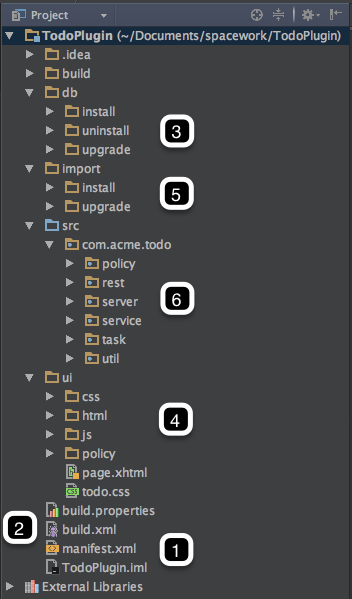 Project
TodoPlugin (~/Documents/spacework/TodoPlugin)
.idea
build
db
install
uninstall
3
upgrade
import
install
5
upgrade
src
com.acme.todo
policy
rest
server
6
service
task
util
ui
css
html
4
js
policy
page.xhtml
todo.css
build.properties
2
build.xml
manifest.xml
1
TodoPlugin.iml
External Libraries